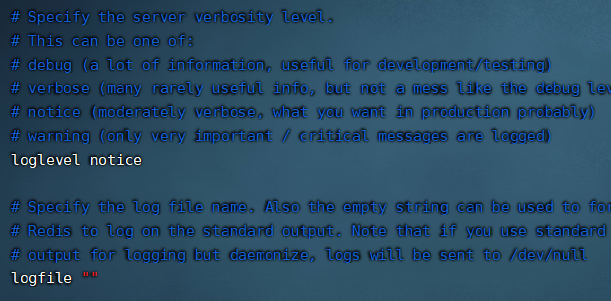 # Specify the server verbosity level.
# This can be one of:
# debug (a lot of information, useful for development/testing)
# verbose (many rarely useful info, but not a mess like the debug lev
# notice (moderately verbose, what you want in production probably)
# warning (only very important / critical messages are logged)
loglevel notice
# Specify the log file name. Also the empty string can be used to for
# Redis to log on the standard output. Note that if you use standard
# output for logging but daemonize, logs will be sent to /dev/null
logfile ""